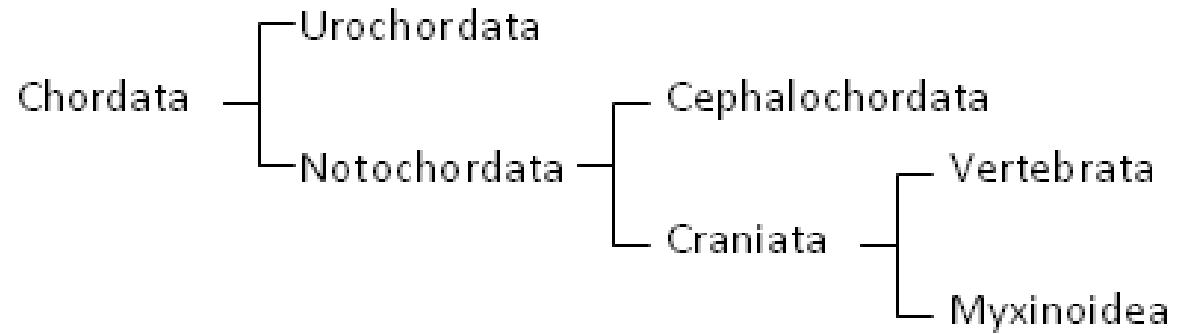 Urochordata
Chordata
Cephalochordata
Notochordata
Vertebrata
Craniata
Myxinoidea